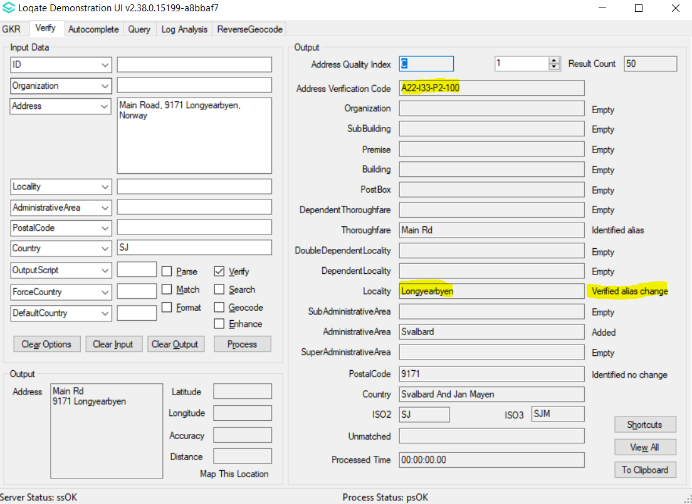 Loqate Demonstration UI v2.38.0.15199-a8bbaf7
GKR Verify Autocomplete Query Log Analysis ReverseGeocode
Input Data
ID
Organization
Address Main Road, 9171 Longyearbyen,
Norway
Locality
AdministrativeArea
PostalCode
Country SJ
OutputScript Parse Verify
ForceCountry Match Search
DefaultCountry Format Geocode
Enhance
Clear Options Clear Input Clear Output Process
Output
Address Main Rd
9171 Longyearbyen
Latitude
Longitude
Accuracy
Distance
Map This Location
Output
Address Quality Index C 1 Result Count 50
Address Verification Code A22-I33-P2-100
Organization Empty
SubBuilding Empty
Premise Empty
Building Empty
PostBox Empty
DependentThoroughfare Empty
Thoroughfare Main Rd Identified alias
DoubleDependentLocality Empty
DependentLocality Empty
Locality Longyearbyen Verified alias change
SubAdministrativeArea Empty
AdministrativeArea Svalbard Added
SuperAdministrativeArea Empty
PostalCode 9171 Identified no change
Country Svalbard And Jan Mayen
ISO2 SJ ISO3 SJM
Unmatched
Processed Time 00:00:00.00
Shortcuts
View All
To Clipboard
Server Status: ssOK Process Status: psOK